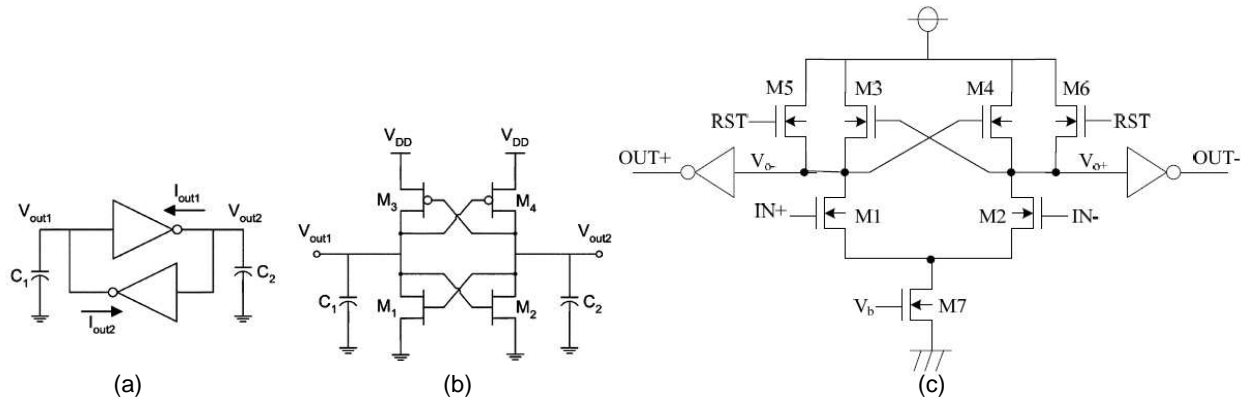 V_out1
I_out1
V_out2
C_1
C_2
I_out2
(a)
V_DD
V_DD
M_3
M_4
V_out1
V_out2
C_1
M_1
M_2
C_2
(b)
M5
M3
M4
M6
RST
RST
OUT+
V_o-
V_o+
OUT-
IN+
M1
M2
IN-
V_b
M7
(c)